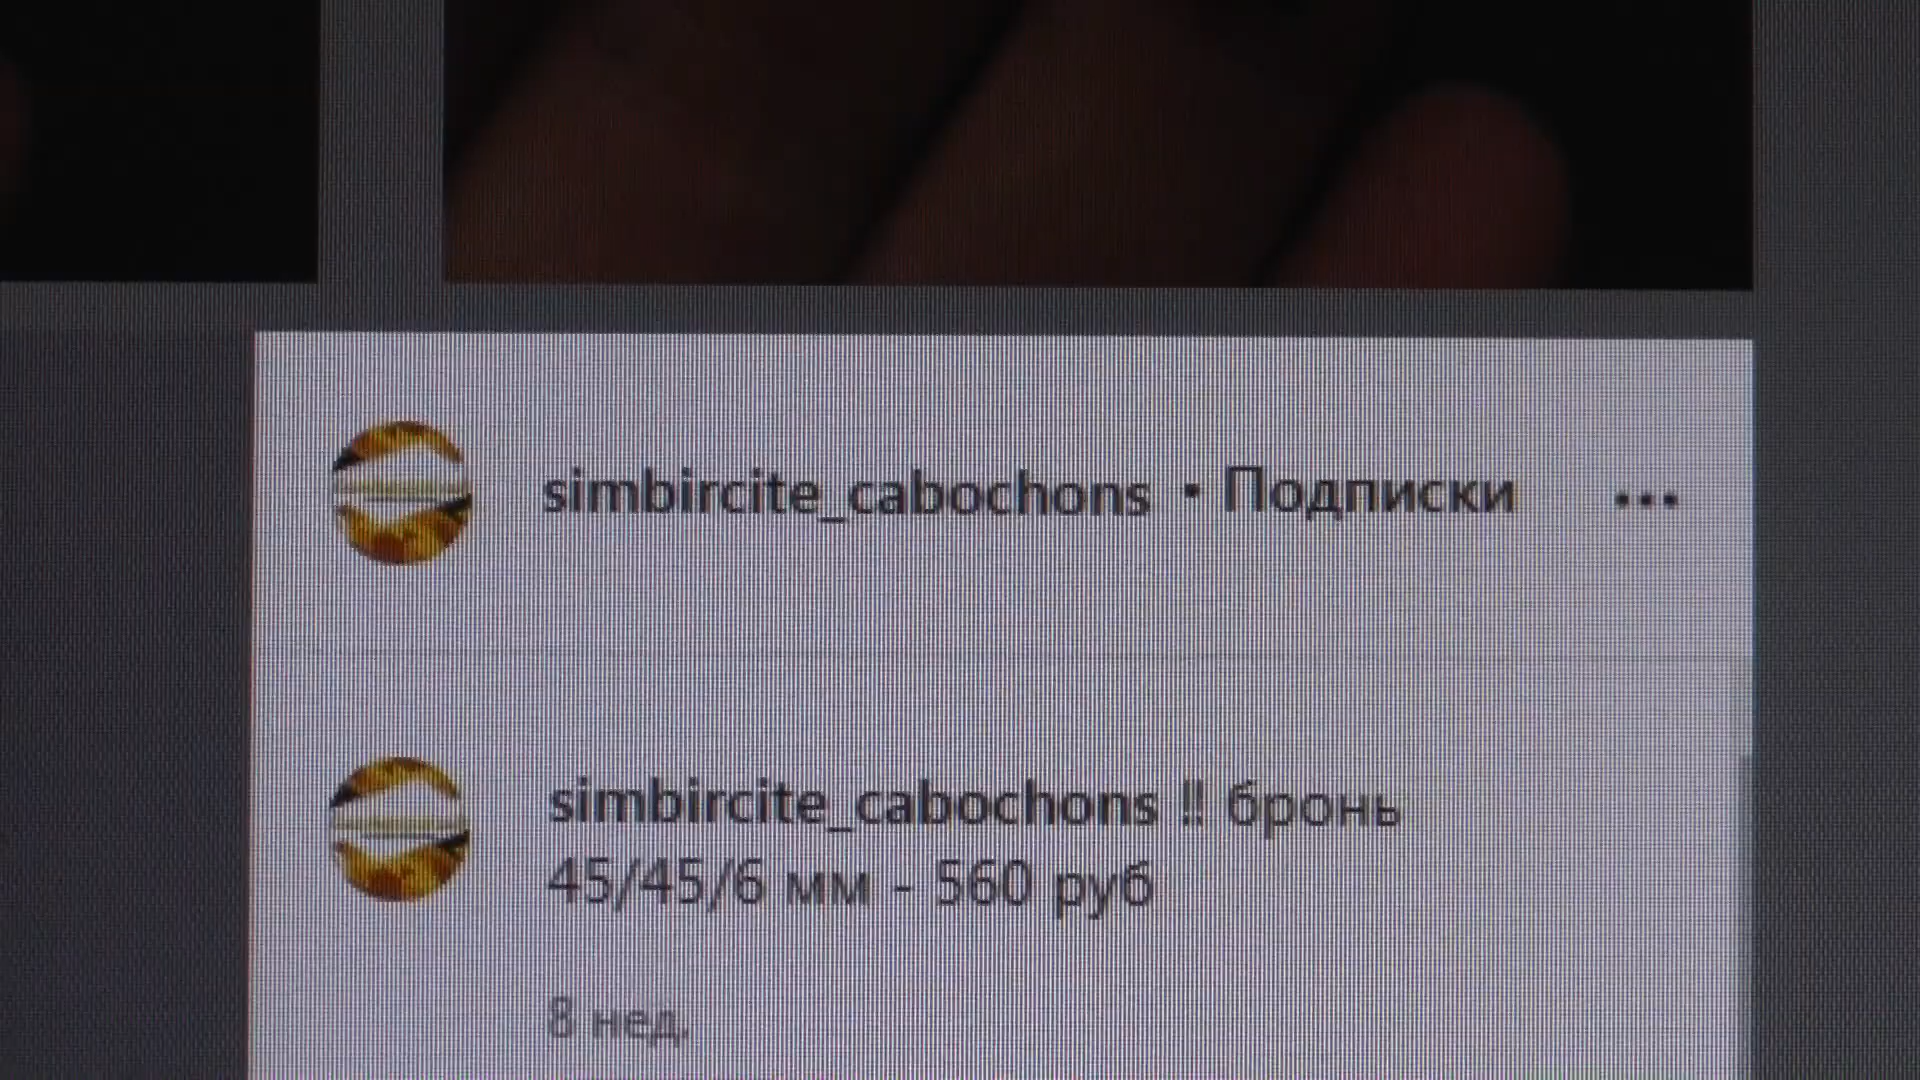 simbircite_cabochons • Подписки ...
simbircite_cabochons ‼ бронь
45/45/6 мм - 560 руб
8 нед.